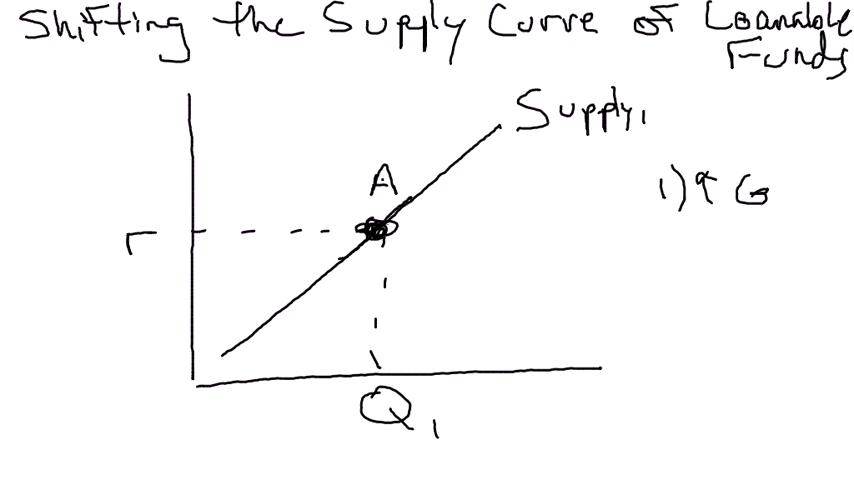 Shifting the Supply Curve of Loanable
Funds
Supply1
A
1) ↑ G
r
Q1